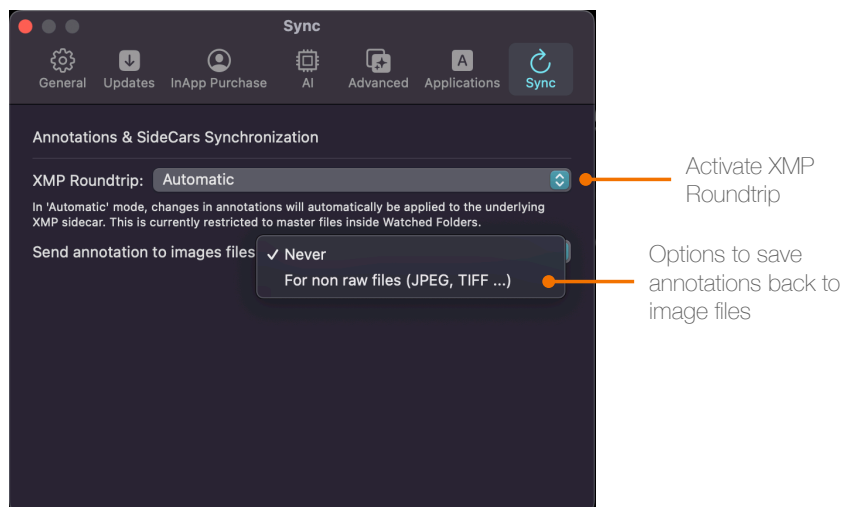 Sync
General
Updates
InApp Purchase
AI
Advanced
A
Applications
Sync
Annotations & SideCars Synchronization
XMP Roundtrip:
Automatic
In 'Automatic' mode, changes in annotations will automatically be applied to the underlying
XMP sidecar. This is currently restricted to master files inside Watched Folders.
Send annotation to images files
✓ Never
For non raw files (JPEG, TIFF ...)
Activate XMP
Roundtrip
Options to save
annotations back to
image files